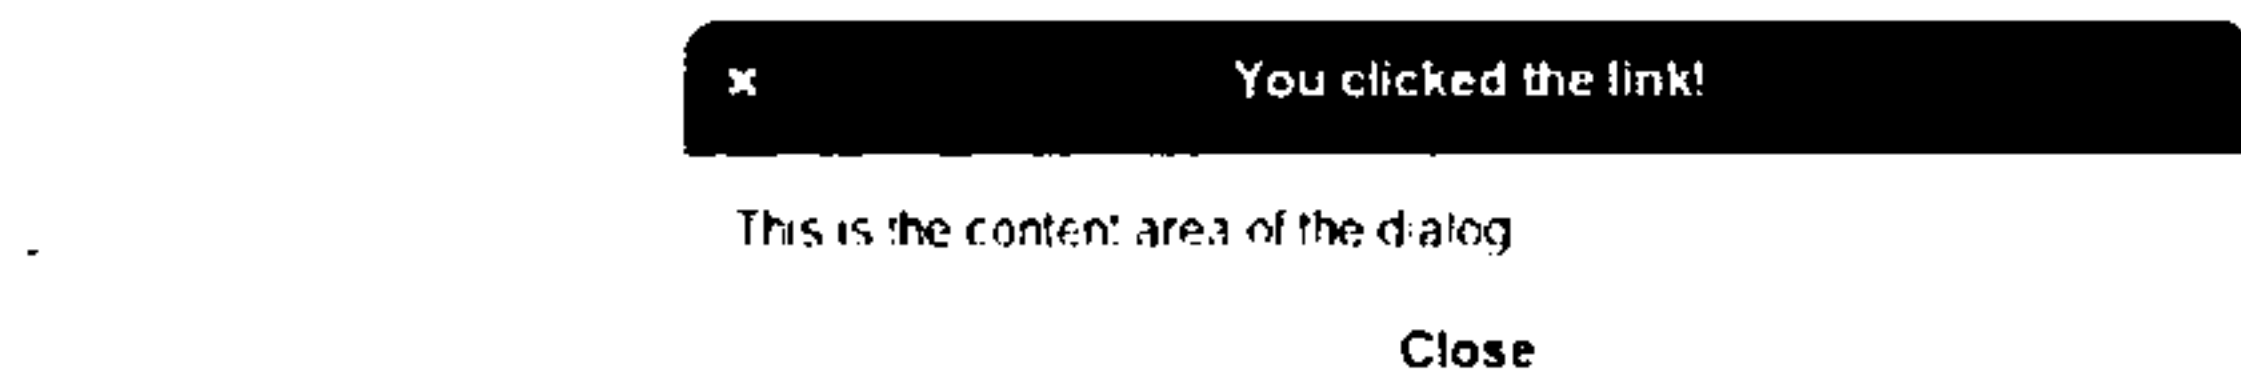 x You clicked the link!
This is the content area of the dialog
Close